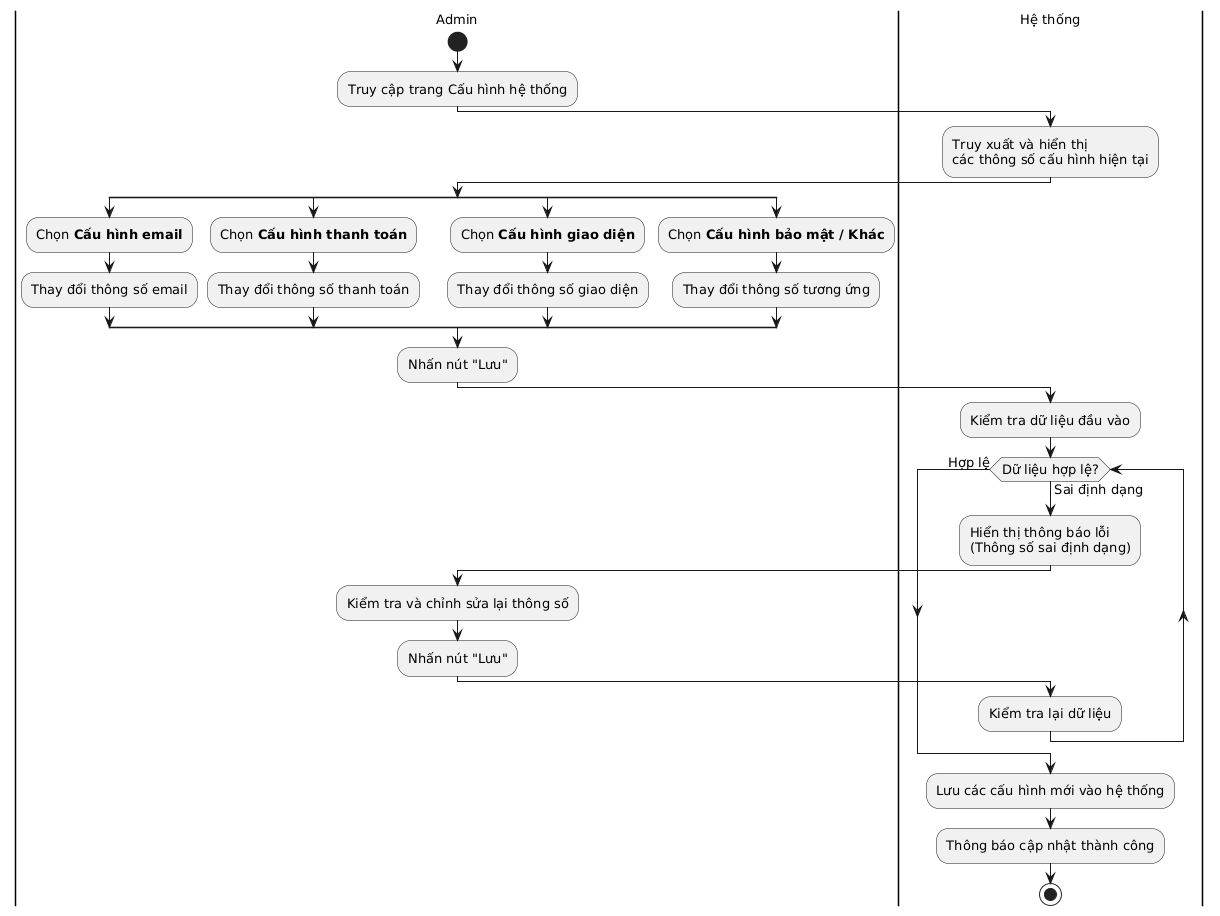 Admin
Hệ thống
Truy cập trang Cấu hình hệ thống
Truy xuất và hiển thị
các thông số cấu hình hiện tại
Chọn Cấu hình email
Chọn Cấu hình thanh toán
Chọn Cấu hình giao diện
Chọn Cấu hình bảo mật / Khác
Thay đổi thông số email
Thay đổi thông số thanh toán
Thay đổi thông số giao diện
Thay đổi thông số tương ứng
Nhấn nút "Lưu"
Kiểm tra dữ liệu đầu vào
Hợp lệ
Dữ liệu hợp lệ?
Sai định dạng
Hiển thị thông báo lỗi
(Thông số sai định dạng)
Kiểm tra và chỉnh sửa lại thông số
Nhấn nút "Lưu"
Kiểm tra lại dữ liệu
Lưu các cấu hình mới vào hệ thống
Thông báo cập nhật thành công